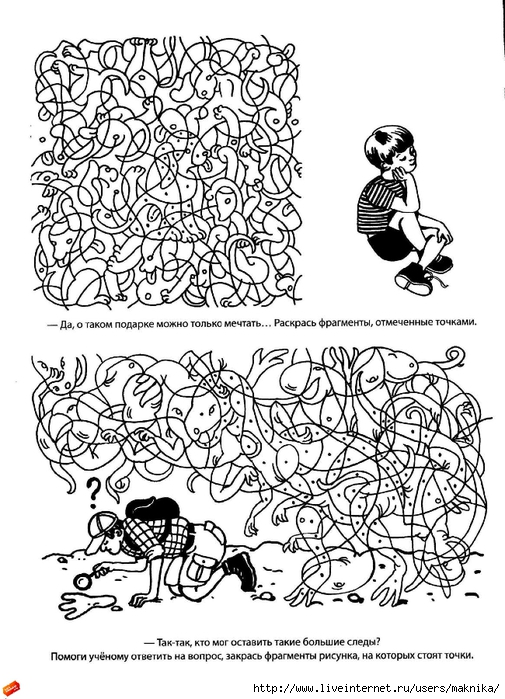 — Да, о таком подарке можно только мечтать... Раскрась фрагменты, отмеченные точками.
?
— Так-так, кто мог оставить такие большие следы?
Помоги учёному ответить на вопрос, закрась фрагменты рисунка, на которых стоят точки.
http://www.liveinternet.ru/users/maknika/